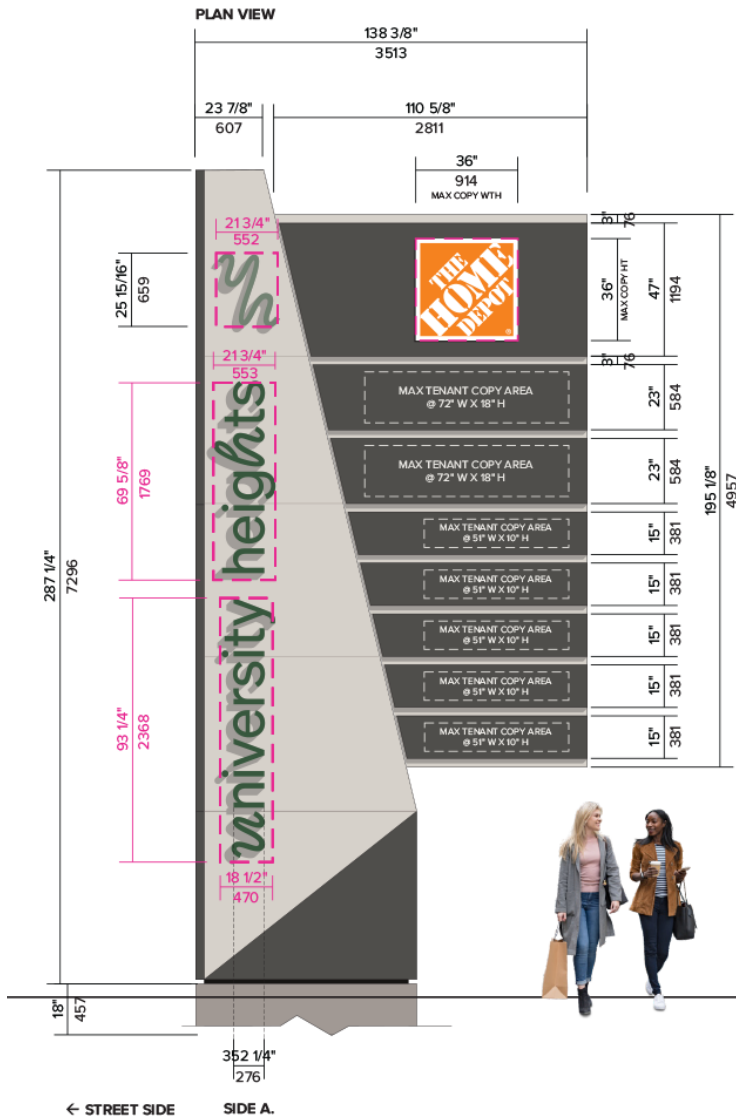 PLAN VIEW
138 3/8"
3513
23 7/8"
607
110 5/8"
2811
36"
914
MAX COPY WTH
21 3/4"
552
25 15/16"
659
THE
HOME
DEPOT
®
36"
MAX COPY HT
3"
76
47"
1194
3"
76
21 3/4"
553
MAX TENANT COPY AREA
@ 72" W X 18" H
23"
584
MAX TENANT COPY AREA
@ 72" W X 18" H
23"
584
69 5/8"
1769
heights
MAX TENANT COPY AREA
@ 51" W X 10" H
15"
381
MAX TENANT COPY AREA
@ 51" W X 10" H
15"
381
MAX TENANT COPY AREA
@ 51" W X 10" H
15"
381
MAX TENANT COPY AREA
@ 51" W X 10" H
15"
381
MAX TENANT COPY AREA
@ 51" W X 10" H
15"
381
195 1/8"
4957
287 1/4"
7296
93 1/4"
2368
university
18 1/2"
470
18"
457
352 1/4"
276
← STREET SIDE
SIDE A.